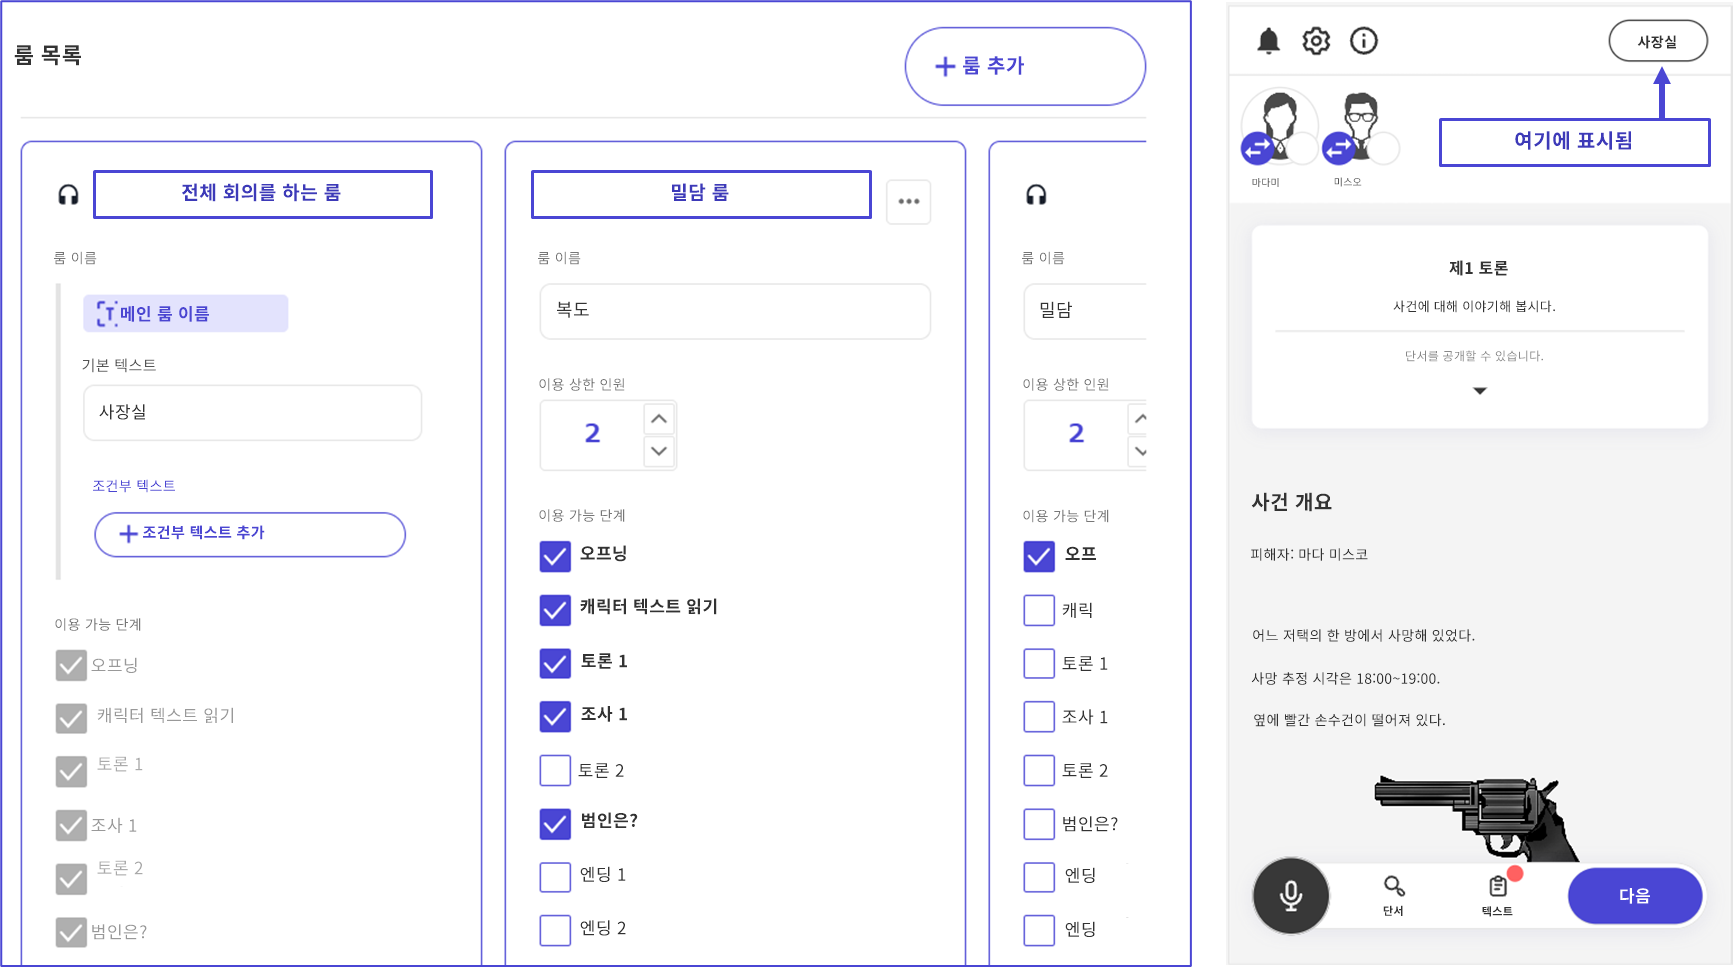 룸 목록
룸 추가
전체 회의를 하는 룸
룸 이름
메인 룸 이름
기본 텍스트
사장실
조건부 텍스트
조건부 텍스트 추가
이용 가능 단계
오프닝
캐릭터 텍스트 읽기
토론 1
조사 1
토론 2
범인은?
밀담 룸
룸 이름
복도
이용 상한 인원
2
이용 가능 단계
오프닝
캐릭터 텍스트 읽기
토론 1
조사 1
토론 2
범인은?
엔딩 1
엔딩 2
룸 이름
밀담
이용 상한 인원
2
이용 가능 단계
오프
캐릭
토론 1
조사 1
토론 2
범인은?
엔딩
엔딩
사장실
여기에 표시됨
마다미
미스오
제1 토론
사건에 대해 이야기해 봅시다.
단서를 공개할 수 있습니다.
사건 개요
피해자: 마다 미스코
어느 저택의 한 방에서 사망해 있었다.
사망 추정 시각은 18:00~19:00.
옆에 빨간 손수건이 떨어져 있다.
단서
텍스트
다음